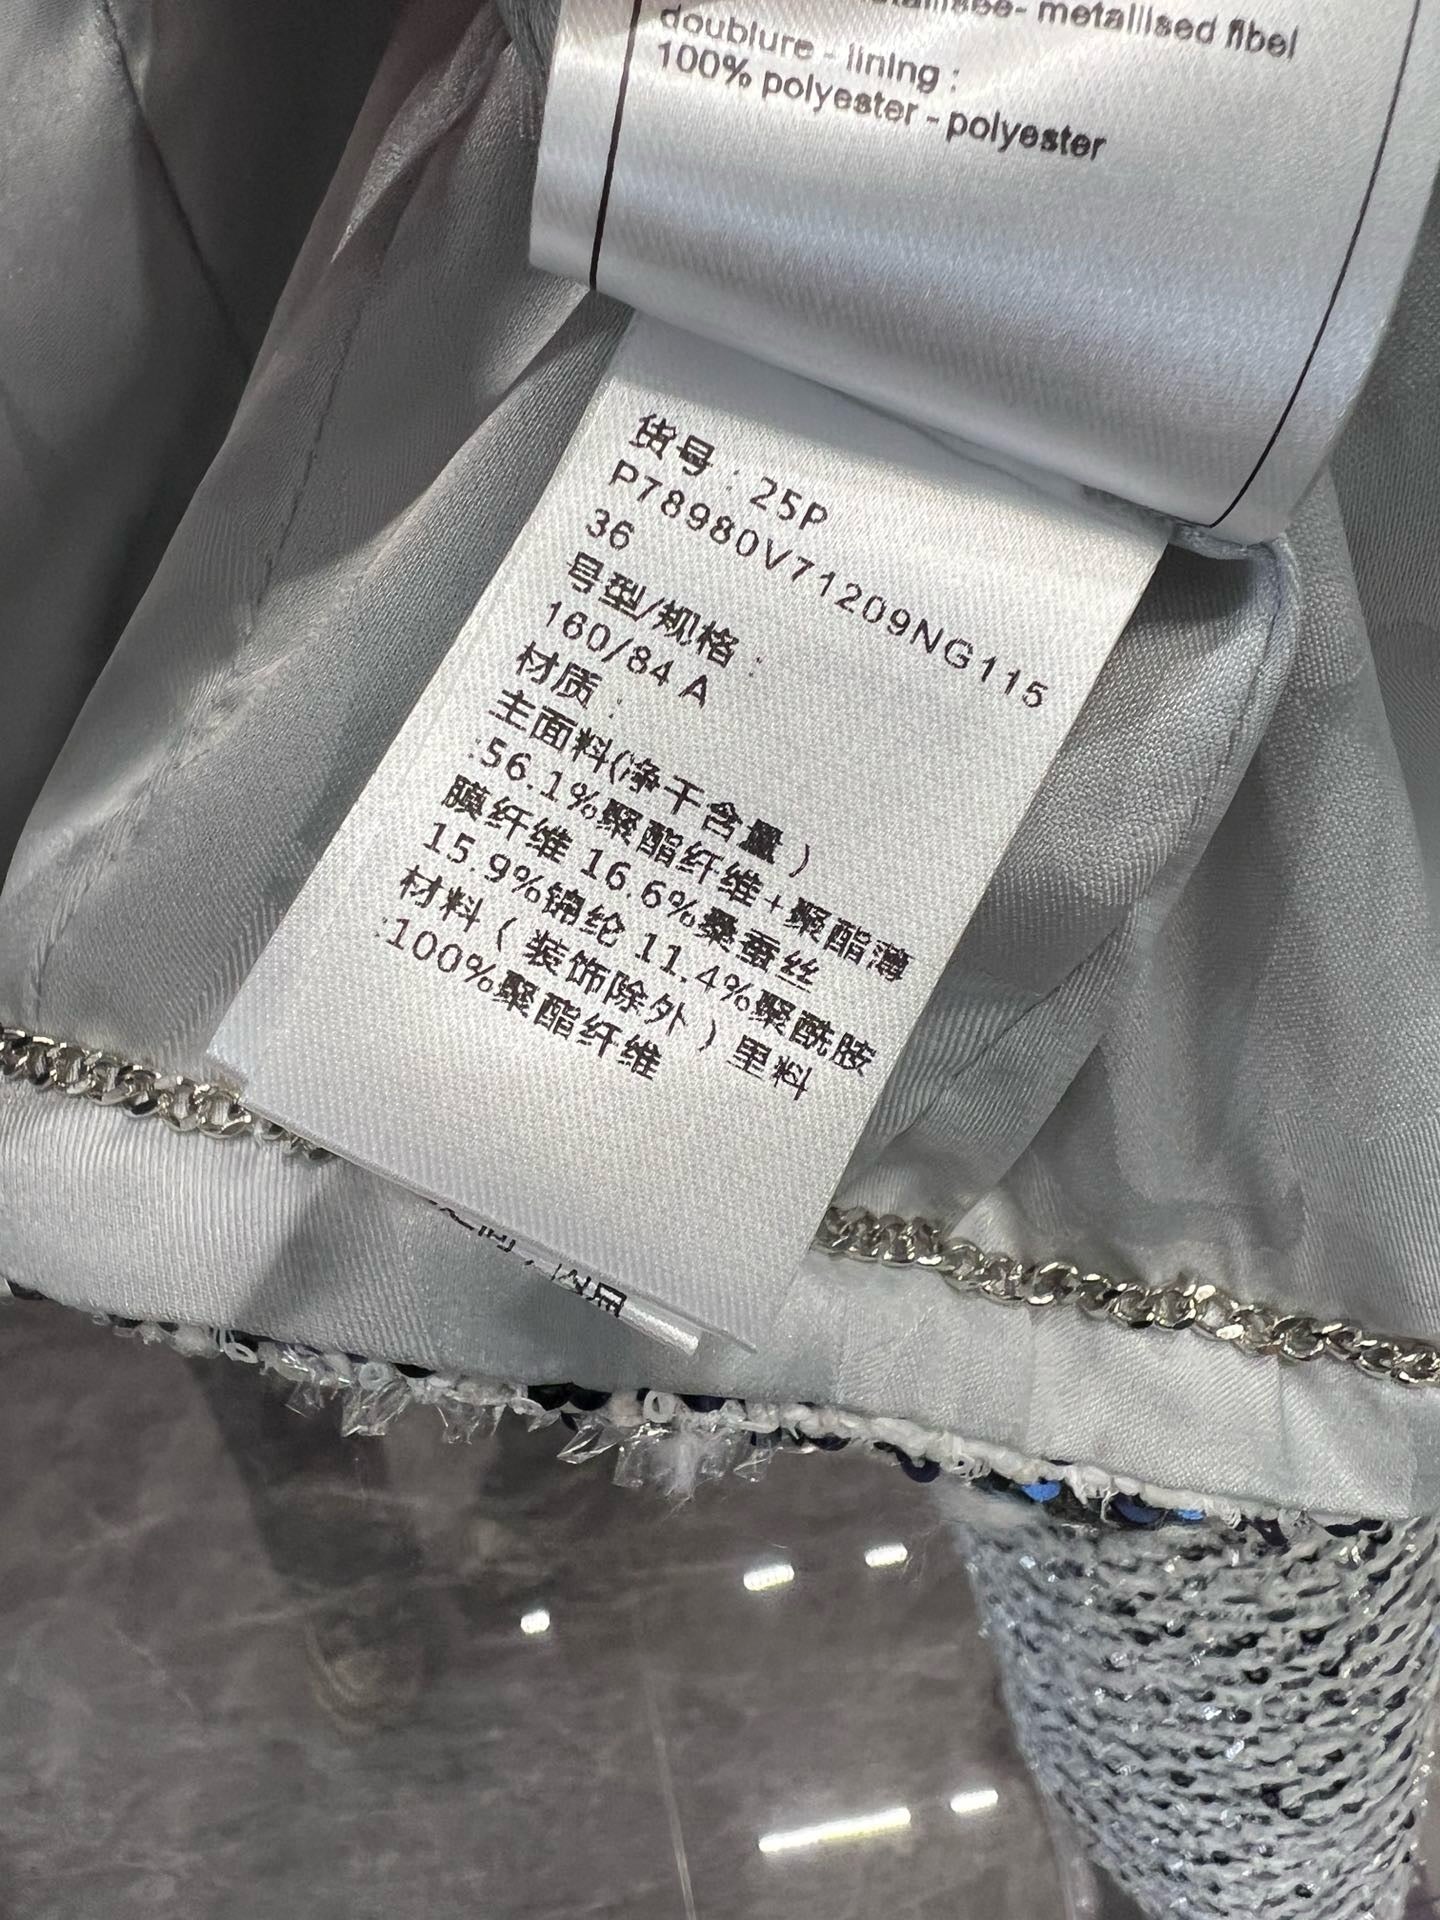 metallised fibel
doublure - lining :
100% polyester - polyester
货号：25P
P78980V71209NG115
36
号型/规格：
160/84 A
材质：
主面料(净干含量）
:56.1%聚酯纤维+聚酯薄
膜纤维 16.6%桑蚕丝
15.9%锦纶 11.4%聚酰胺
材料（装饰除外）里料
:100%聚酯纤维